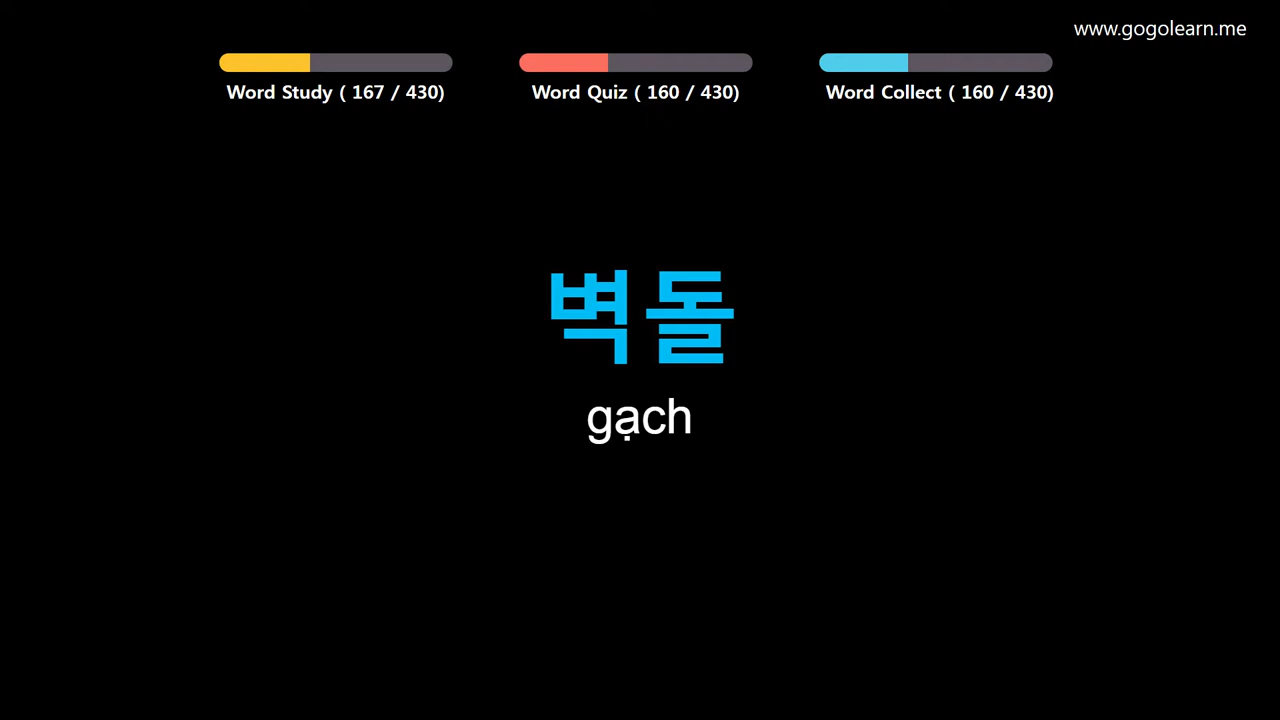 www.gogolearn.me
Word Study ( 167 / 430)
Word Quiz ( 160 / 430)
Word Collect ( 160 / 430)
벽돌
gạch